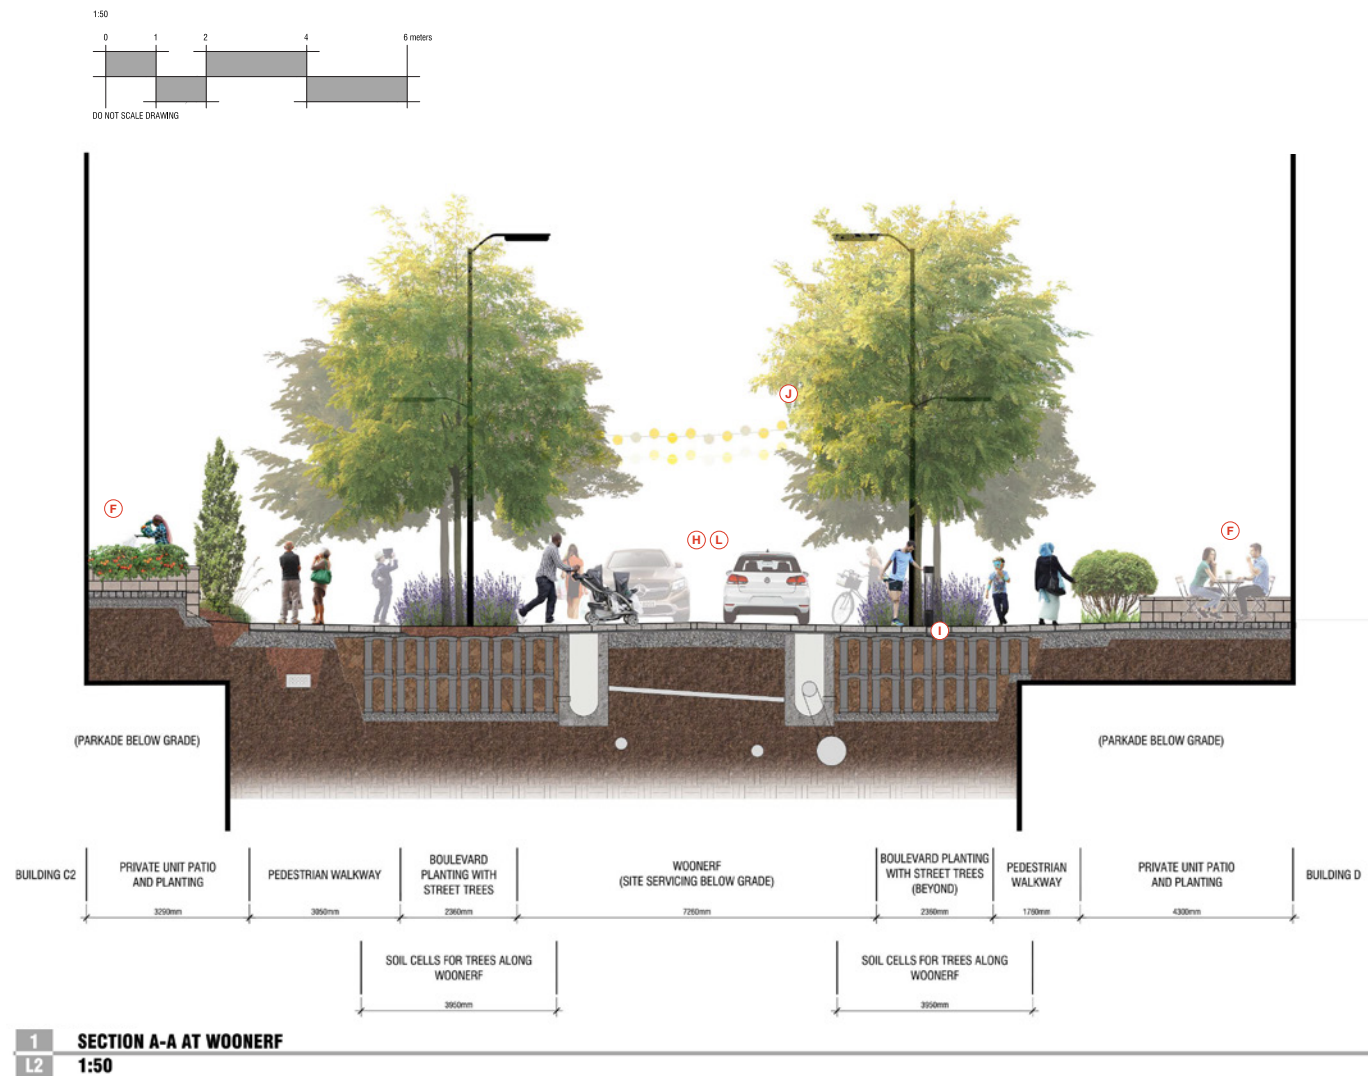 1:50
0 1 2 4 6 meters
DO NOT SCALE DRAWING
J
F
H L
F
I
(PARKADE BELOW GRADE)
(PARKADE BELOW GRADE)
BUILDING C2
PRIVATE UNIT PATIO
AND PLANTING
3290mm
PEDESTRIAN WALKWAY
3050mm
BOULEVARD
PLANTING WITH
STREET TREES
2360mm
WOONERF
(SITE SERVICING BELOW GRADE)
7260mm
BOULEVARD PLANTING
WITH STREET TREES
(BEYOND)
2360mm
PEDESTRIAN
WALKWAY
1760mm
PRIVATE UNIT PATIO
AND PLANTING
4300mm
BUILDING D
SOIL CELLS FOR TREES ALONG
WOONERF
3950mm
SOIL CELLS FOR TREES ALONG
WOONERF
3950mm
1 SECTION A-A AT WOONERF
L2 1:50